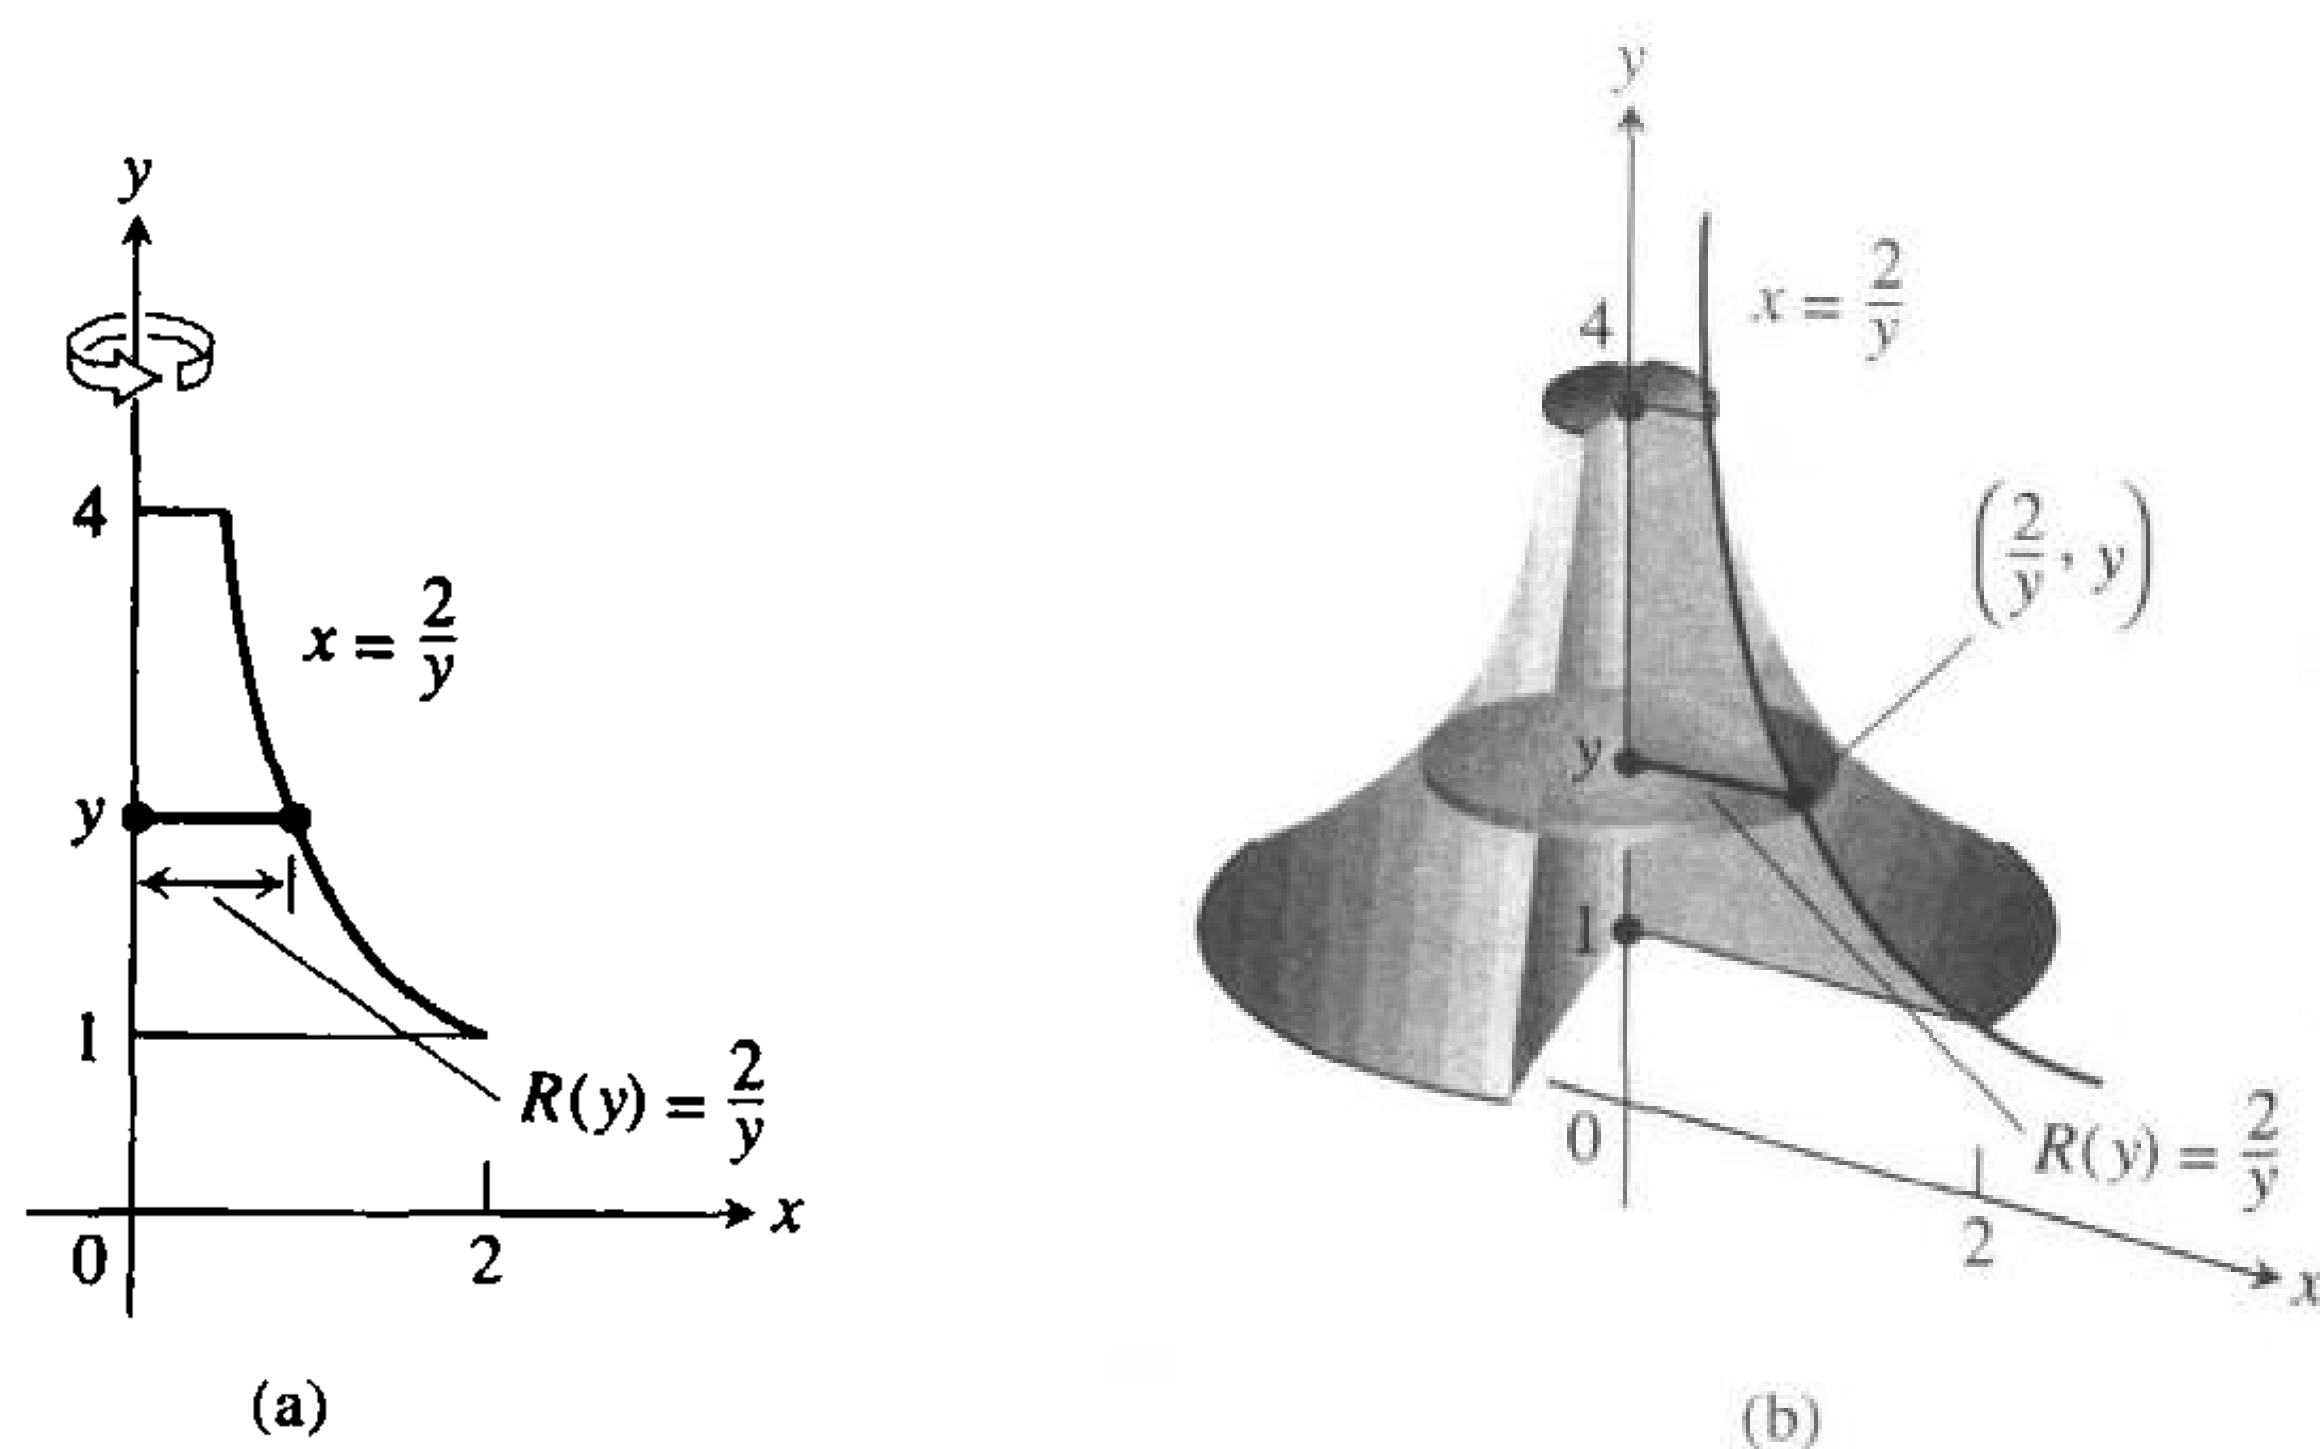 y
4
x = 2/y
y
1
R(y) = 2/y
0
2
x
(a)
y
4
x = 2/y
(2/y, y)
y
1
0
R(y) = 2/y
2
x
(b)